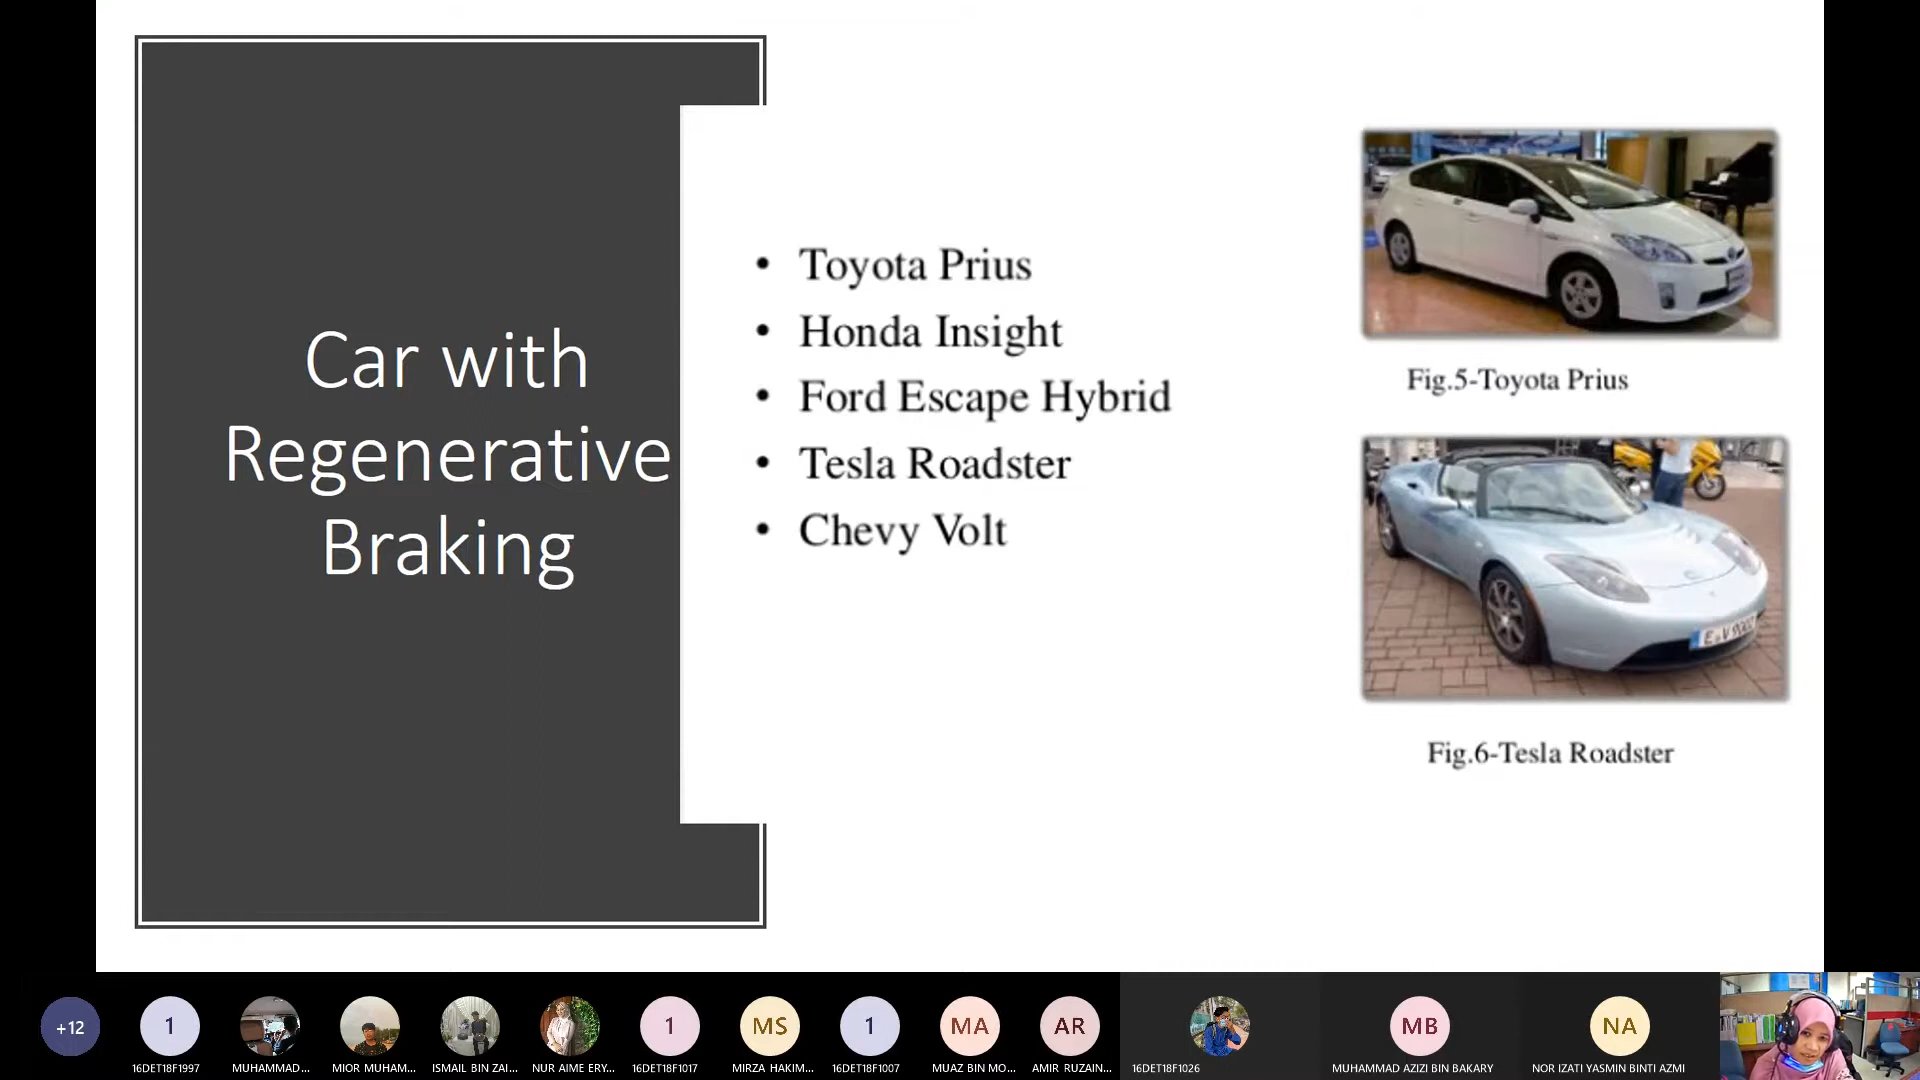 Car with
Regenerative
Braking
• Toyota Prius
• Honda Insight
• Ford Escape Hybrid
• Tesla Roadster
• Chevy Volt
Fig.5-Toyota Prius
Fig.6-Tesla Roadster
+12
1
MS
1
MA
AR
MB
NA
1
16DET18F1997
MUHAMMAD...
MIOR MUHAM...
ISMAIL BIN ZAI...
NUR AIME ERY...
16DET18F1017
MIRZA HAKIM...
16DET18F1007
MUAZ BIN MO...
AMIR RUZAIN...
16DET18F1026
MUHAMMAD AZIZI BIN BAKARY
NOR IZATI YASMIN BINTI AZMI